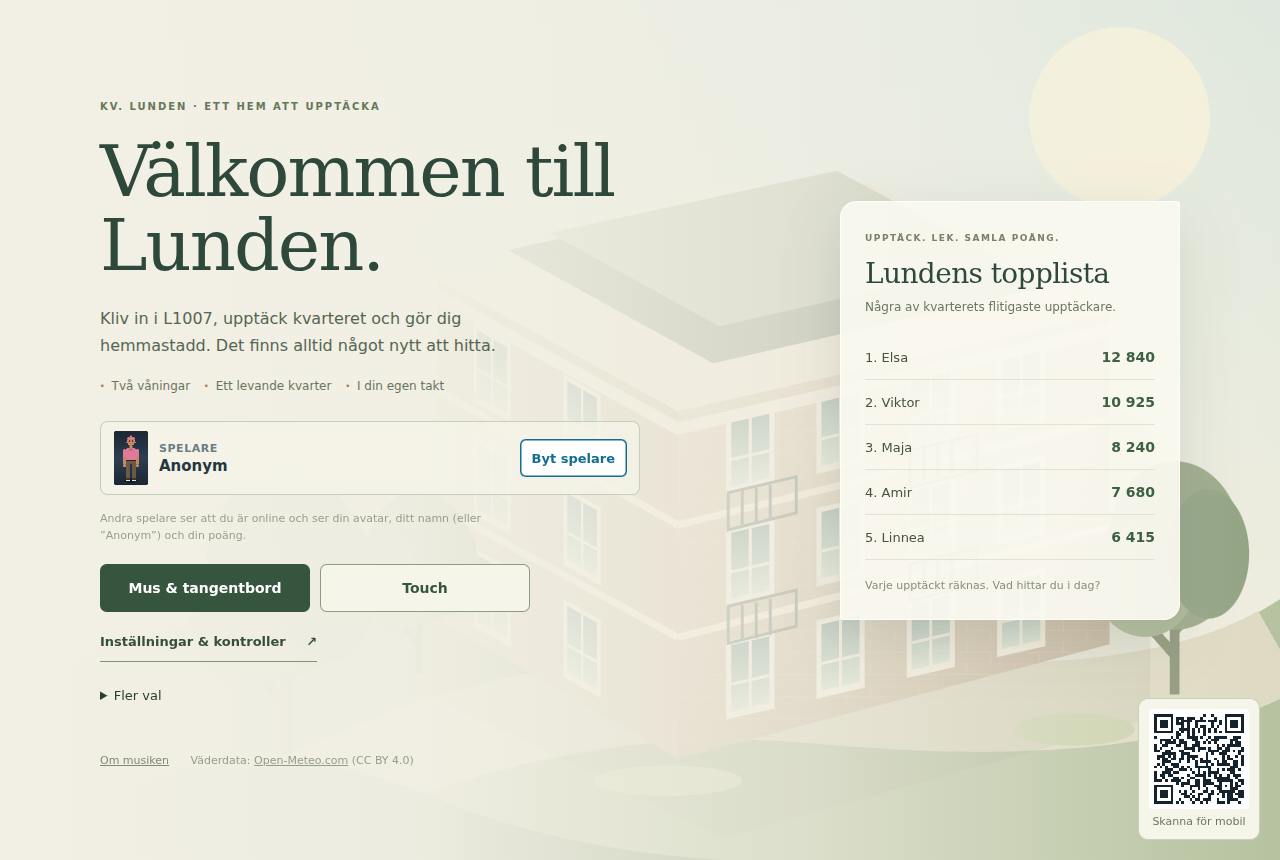 KV. LUNDEN · ETT HEM ATT UPPTÄCKA
Välkommen till
Lunden.
Kliv in i L1007, upptäck kvarteret och gör dig
hemmastadd. Det finns alltid något nytt att hitta.
· Två våningar · Ett levande kvarter · I din egen takt
SPELARE
Anonym
Byt spelare
Andra spelare ser att du är online och ser din avatar, ditt namn (eller
”Anonym”) och din poäng.
Mus & tangentbord
Touch
Inställningar & kontroller ↗
▶ Fler val
Om musiken
Väderdata: Open-Meteo.com (CC BY 4.0)
UPPTÄCK. LEK. SAMLA POÄNG.
Lundens topplista
Några av kvarterets flitigaste upptäckare.
1. Elsa 12 840
2. Viktor 10 925
3. Maja 8 240
4. Amir 7 680
5. Linnea 6 415
Varje upptäckt räknas. Vad hittar du i dag?
Skanna för mobil